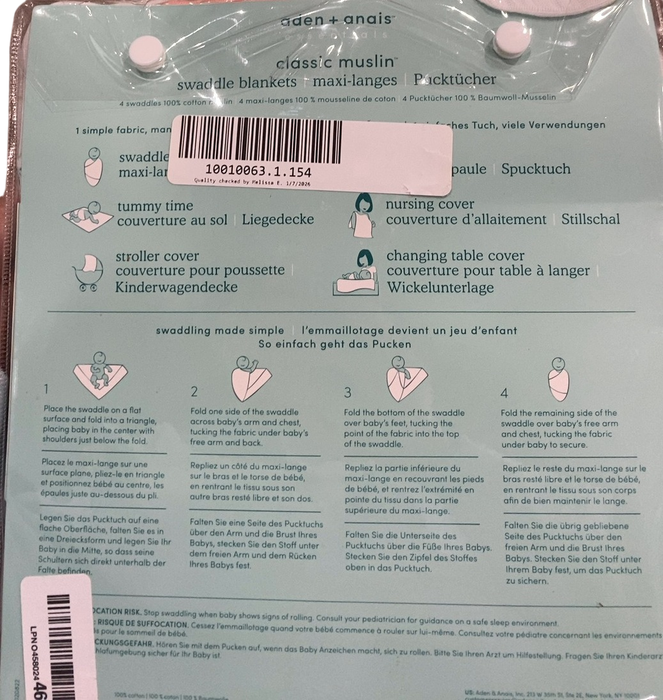 aden + anais
essentials
classic muslin™
swaddle blankets | maxi-langes | Pucktücher
4 swaddles 100% cotton muslin 4 maxi-langes 100 % mousseline de coton 4 Pucktücher 100 % Baumwoll-Musselin
1 simple fabric, man
ches Tuch, viele Verwendungen
10010063.1.154
Quality checked by Melissa E. 1/7/2026
swaddle
maxi-lan
paule | Spucktuch
tummy time
couverture au sol | Liegedecke
nursing cover
couverture d'allaitement | Stillschal
stroller cover
couverture pour poussette |
Kinderwagendecke
changing table cover
couverture pour table à langer |
Wickelunterlage
swaddling made simple | l'emmaillotage devient un jeu d'enfant
So einfach geht das Pucken
1
Place the swaddle on a flat
surface and fold into a triangle,
placing baby in the center with
shoulders just below the fold.
Placez le maxi-lange sur une
surface plane, pliez-le en triangle
et positionnez bébé au centre, les
épaules juste au-dessous du pli.
Legen Sie das Pucktuch auf eine
flache Oberfläche, falten Sie es in
eine Dreiecksform und legen Sie Ihr
Baby in die Mitte, so dass seine
Schultern sich direkt unterhalb der
Falte befinden.
2
Fold one side of the swaddle
across baby's arm and chest,
tucking the fabric under baby's
free arm and back.
Repliez un côté du maxi-lange
sur le bras et le torse de bébé,
en rentrant le tissu sous son
autre bras resté libre et son dos.
Falten Sie eine Seite des Pucktuchs
über den Arm und die Brust Ihres
Babys, stecken Sie den Stoff unter
dem freien Arm und dem Rücken
Ihres Babys fest.
3
Fold the bottom of the swaddle
over baby's feet, tucking the
point of the fabric into the top
of the swaddle.
Repliez la partie inférieure du
maxi-lange en recouvrant les pieds
de bébé, et rentrez l'extrémité en
pointe du tissu dans la partie
supérieure du maxi-lange.
Falten Sie die Unterseite des
Pucktuchs über die Füße Ihres Babys.
Stecken Sie den Zipfel des Stoffes
oben in das Pucktuch.
4
Fold the remaining side of the
swaddle over baby's free arm
and chest, tucking the fabric
under baby to secure.
Repliez le reste du maxi-lange sur le
bras resté libre et le torse de bébé,
en rentrant le tissu sous son corps
afin de bien maintenir le lange.
Falten Sie die übrig gebliebene
Seite des Pucktuchs über den
freien Arm und die Brust Ihres
Babys. Stecken Sie den Stoff unter
Ihrem Baby fest, um das Pucktuch
zu sichern.
CATION RISK. Stop swaddling when baby shows signs of rolling. Consult your pediatrician for guidance on a safe sleep environment.
RISQUE DE SUFFOCATION. Cessez l'emmaillotage quand votre bébé commence à rouler sur lui-même. Consultez votre pédiatre concernant les environnements
pour le sommeil de bébé.
CKUNGSGEFAHR. Hören Sie mit dem Pucken auf, wenn das Baby Anzeichen macht, sich zu rollen. Bitte Sie Ihren Arzt um Hilfestellung. Fragen Sie Ihren Kinderarz
hlafumgebung sicher für Ihr Baby ist.
LPNO458024 46